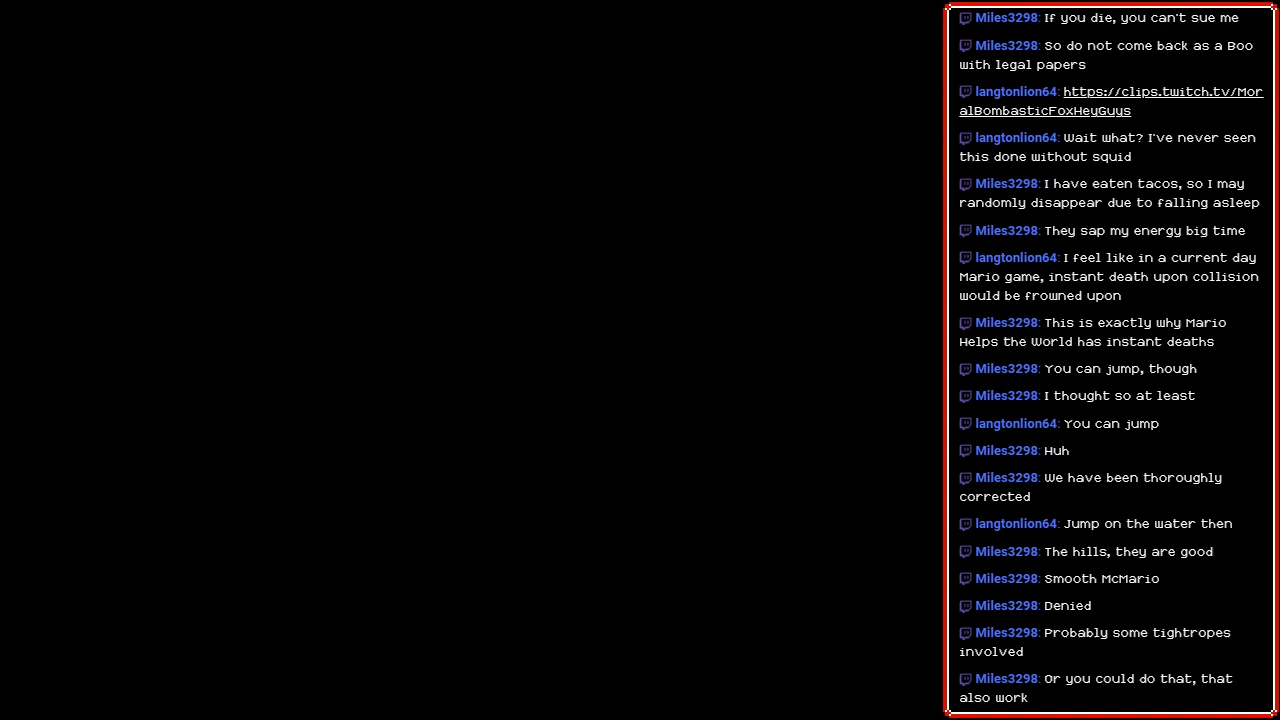 Miles3298: If you die, you can't sue me
Miles3298: So do not come back as a Boo
with legal papers
langtonlion64: https://clips.twitch.tv/Mor
alBombasticFoxHeyGuys
langtonlion64: Wait what? I've never seen
this done without squid
Miles3298: I have eaten tacos, so I may
randomly disappear due to falling asleep
Miles3298: They sap my energy big time
langtonlion64: I feel like in a current day
Mario game, instant death upon collision
would be frowned upon
Miles3298: This is exactly why Mario
Helps the World has instant deaths
Miles3298: You can jump, though
Miles3298: I thought so at least
langtonlion64: You can jump
Miles3298: Huh
Miles3298: We have been thoroughly
corrected
langtonlion64: Jump on the water then
Miles3298: The hills, they are good
Miles3298: Smooth McMario
Miles3298: Denied
Miles3298: Probably some tightropes
involved
Miles3298: Or you could do that, that
also work